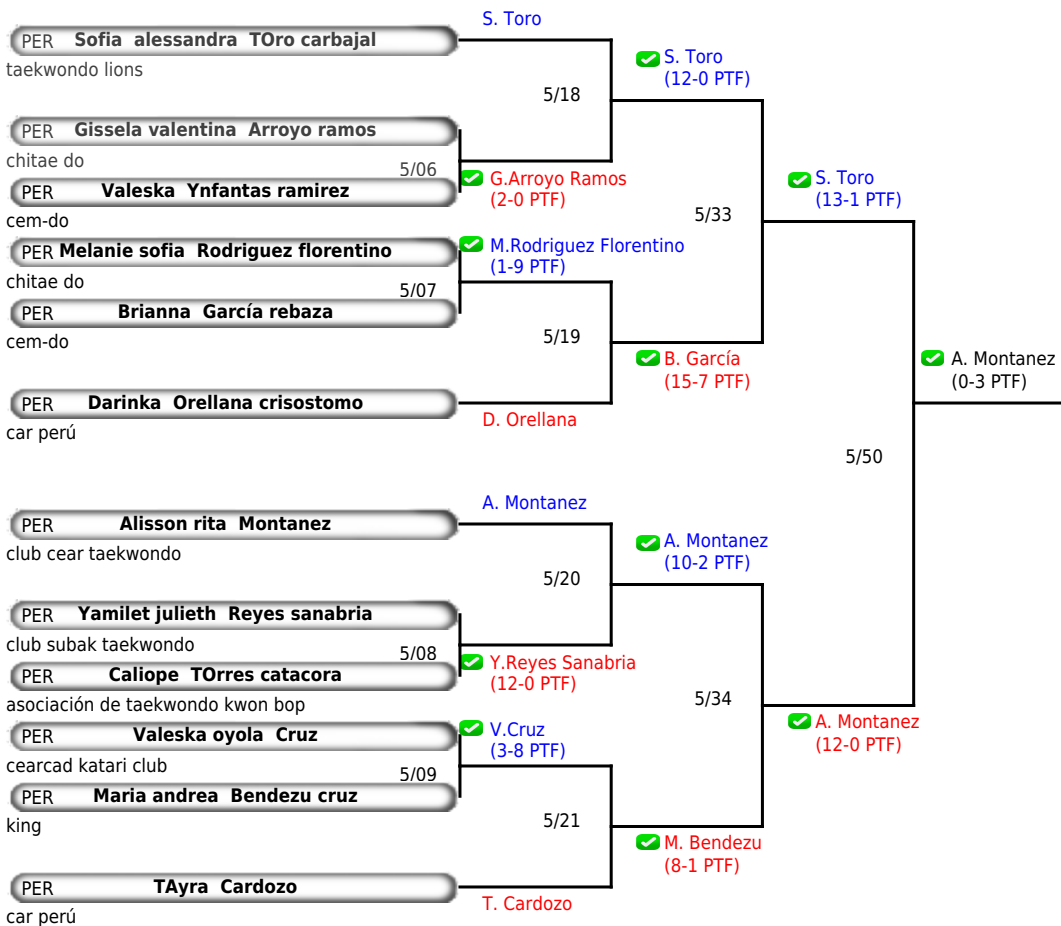 S. Toro
PER Sofia alessandra TOro carbajal
taekwondo lions
S. Toro
(12-0 PTF)
5/18
PER Gissela valentina Arroyo ramos
chitae do
5/06
G.Arroyo Ramos
(2-0 PTF)
PER Valeska Ynfantas ramirez
cem-do
S. Toro
(13-1 PTF)
5/33
PER Melanie sofia Rodriguez florentino
chitae do
M.Rodriguez Florentino
(1-9 PTF)
5/07
PER Brianna García rebaza
cem-do
5/19
B. García
(15-7 PTF)
A. Montanez
(0-3 PTF)
PER Darinka Orellana crisostomo
car perú
D. Orellana
5/50
A. Montanez
PER Alisson rita Montanez
club cear taekwondo
A. Montanez
(10-2 PTF)
5/20
PER Yamilet julieth Reyes sanabria
club subak taekwondo
5/08
Y.Reyes Sanabria
(12-0 PTF)
PER Caliope TOrres catacora
asociación de taekwondo kwon bop
5/34
A. Montanez
(12-0 PTF)
PER Valeska oyola Cruz
cearcad katari club
V.Cruz
(3-8 PTF)
5/09
PER Maria andrea Bendezu cruz
king
5/21
M. Bendezu
(8-1 PTF)
PER TAyra Cardozo
car perú
T. Cardozo